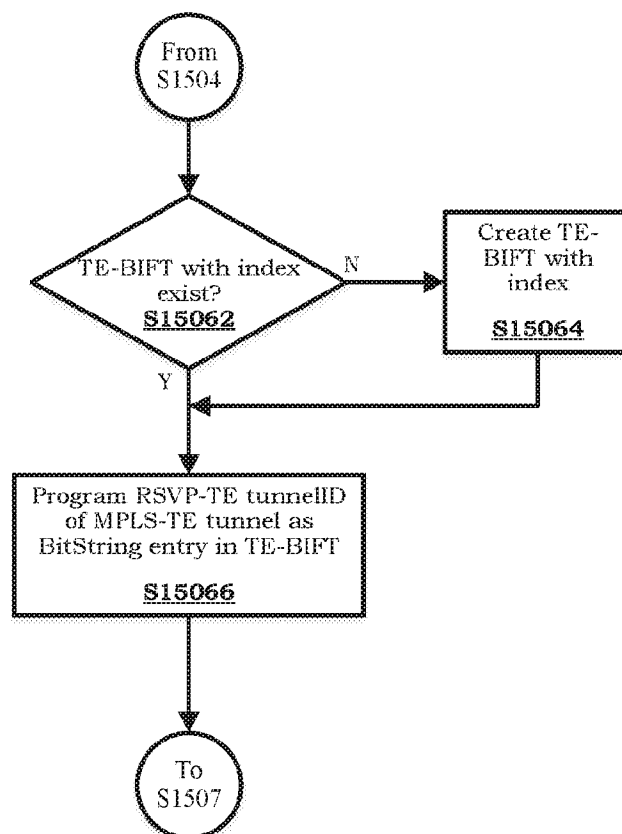 From
S1504
TE-BIFT with index
exist?
S15062
N
Create TE-
BIFT with
index
S15064
Y
Program RSVP-TE tunnelID
of MPLS-TE tunnel as
BitString entry in TE-BIFT
S15066
To
S1507